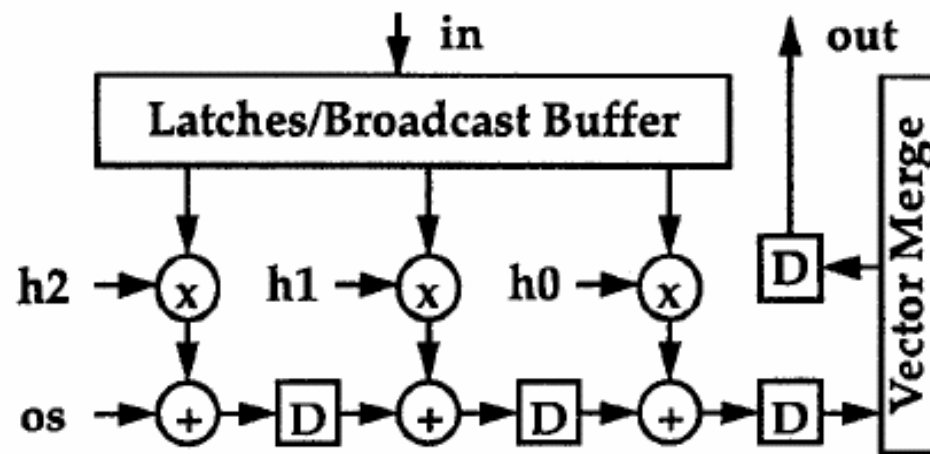 in
out
Latches/Broadcast Buffer
Vector Merge
h2
x
h1
x
h0
x
D
os
+
D
+
D
+
D